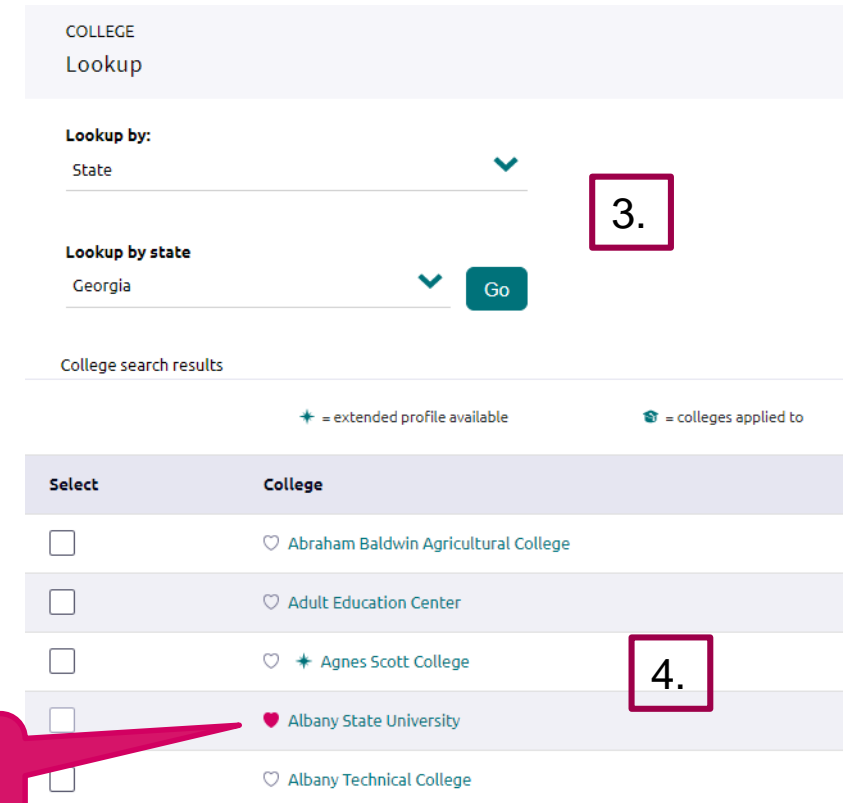 COLLEGE
Lookup
Lookup by:
State
3.
Lookup by state
Georgia
Go
College search results
= extended profile available = colleges applied to
Select College
Abraham Baldwin Agricultural College
Adult Education Center
Agnes Scott College
4.
Albany State University
Albany Technical College